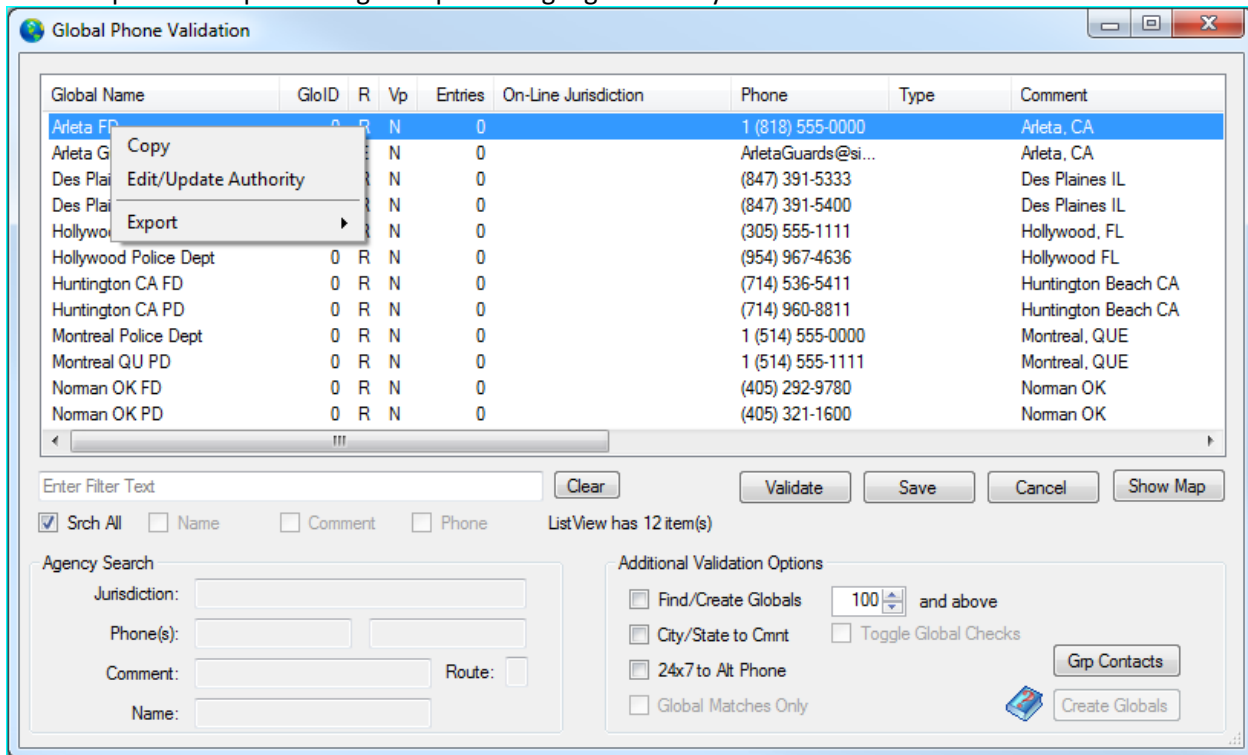 Global Phone Validation
Global Name GloID R Vp Entries On-Line Jurisdiction Phone Type Comment
Arleta FD 0 R N 0 1 (818) 555-0000 Arleta, CA
Arleta G N 0 ArletaGuards@si... Arleta, CA
Des Plai N 0 (847) 391-5333 Des Plaines IL
Des Plai N 0 (847) 391-5400 Des Plaines IL
Hollywo N 0 (305) 555-1111 Hollywood, FL
Copy
Edit/Update Authority
Export
Hollywood Police Dept 0 R N 0 (954) 967-4636 Hollywood FL
Huntington CA FD 0 R N 0 (714) 536-5411 Huntington Beach CA
Huntington CA PD 0 R N 0 (714) 960-8811 Huntington Beach CA
Montreal Police Dept 0 R N 0 1 (514) 555-0000 Montreal, QUE
Montreal QU PD 0 R N 0 1 (514) 555-1111 Montreal, QUE
Norman OK FD 0 R N 0 (405) 292-9780 Norman OK
Norman OK PD 0 R N 0 (405) 321-1600 Norman OK
Enter Filter Text Clear Validate Save Cancel Show Map
Srch All Name Comment Phone ListView has 12 item(s)
Agency Search
Jurisdiction:
Phone(s):
Comment: Route:
Name:
Additional Validation Options
Find/Create Globals 100 and above
City/State to Cmnt Toggle Global Checks
24x7 to Alt Phone Grp Contacts
Global Matches Only Create Globals